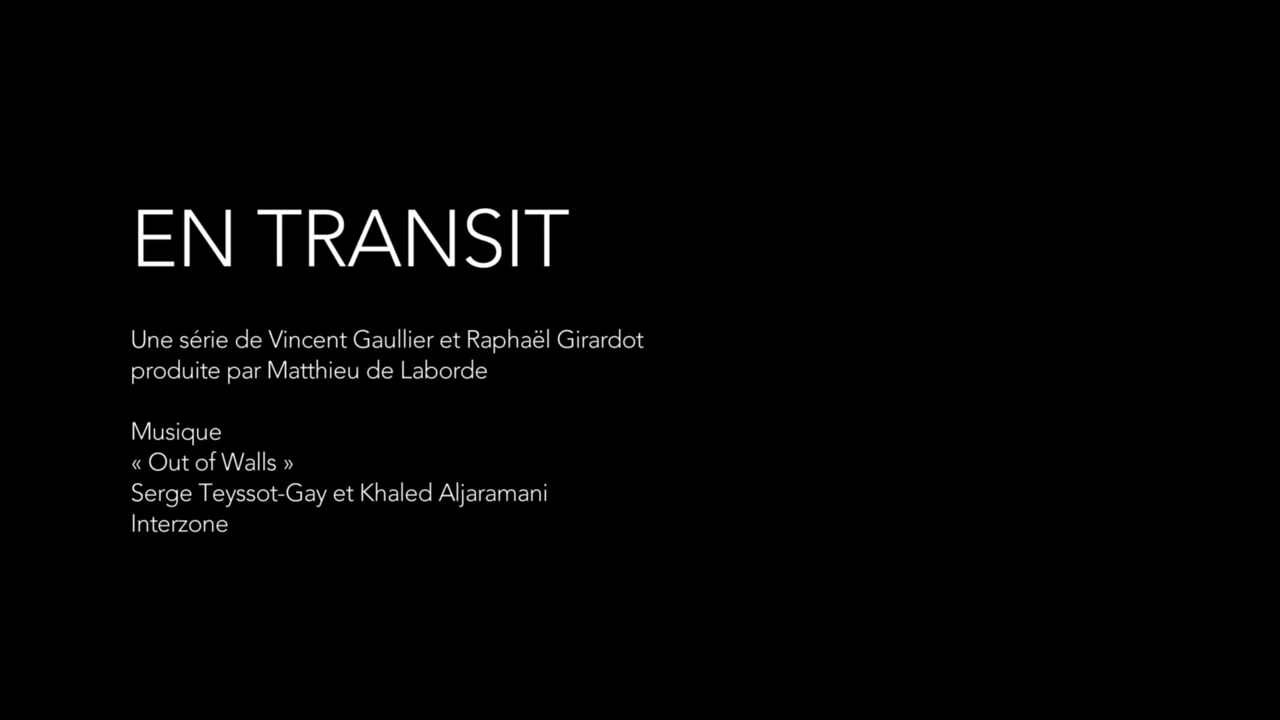 EN TRANSIT
Une série de Vincent Gaullier et Raphaël Girardot
produite par Matthieu de Laborde
Musique
« Out of Walls »
Serge Teyssot-Gay et Khaled Aljaramani
Interzone